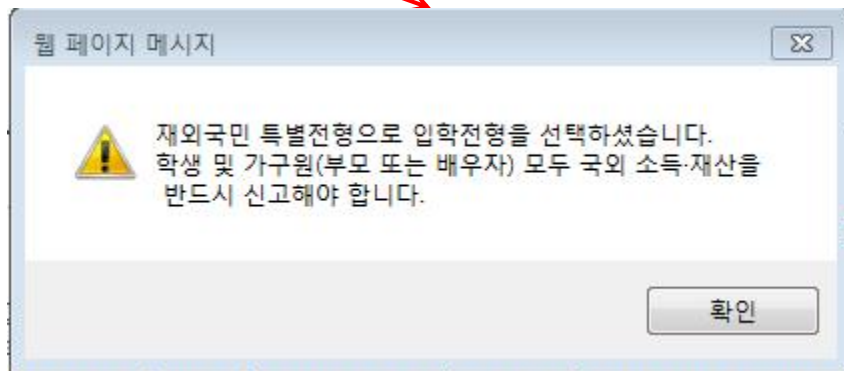 웹 페이지 메시지
재외국민 특별전형으로 입학전형을 선택하셨습니다.
학생 및 가구원(부모 또는 배우자) 모두 국외 소득·재산을
반드시 신고해야 합니다.
확인